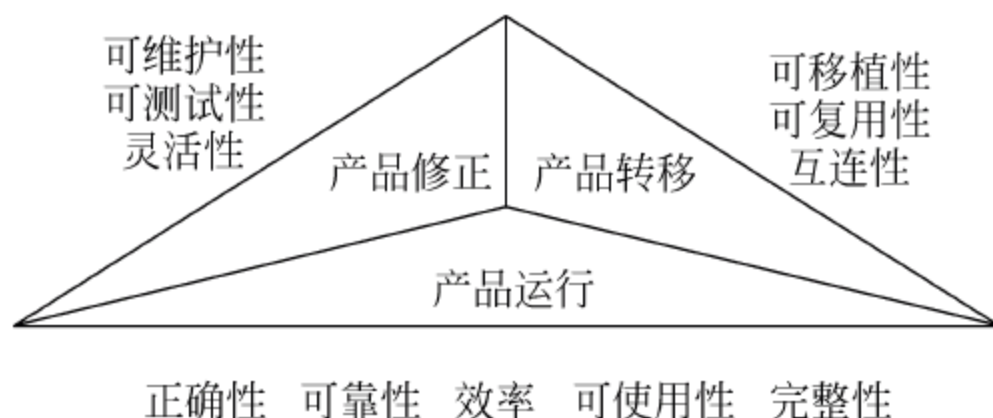 可维护性
可测试性
灵活性
可移植性
可复用性
互连性
产品修正
产品转移
产品运行
正确性 可靠性 效率 可使用性 完整性